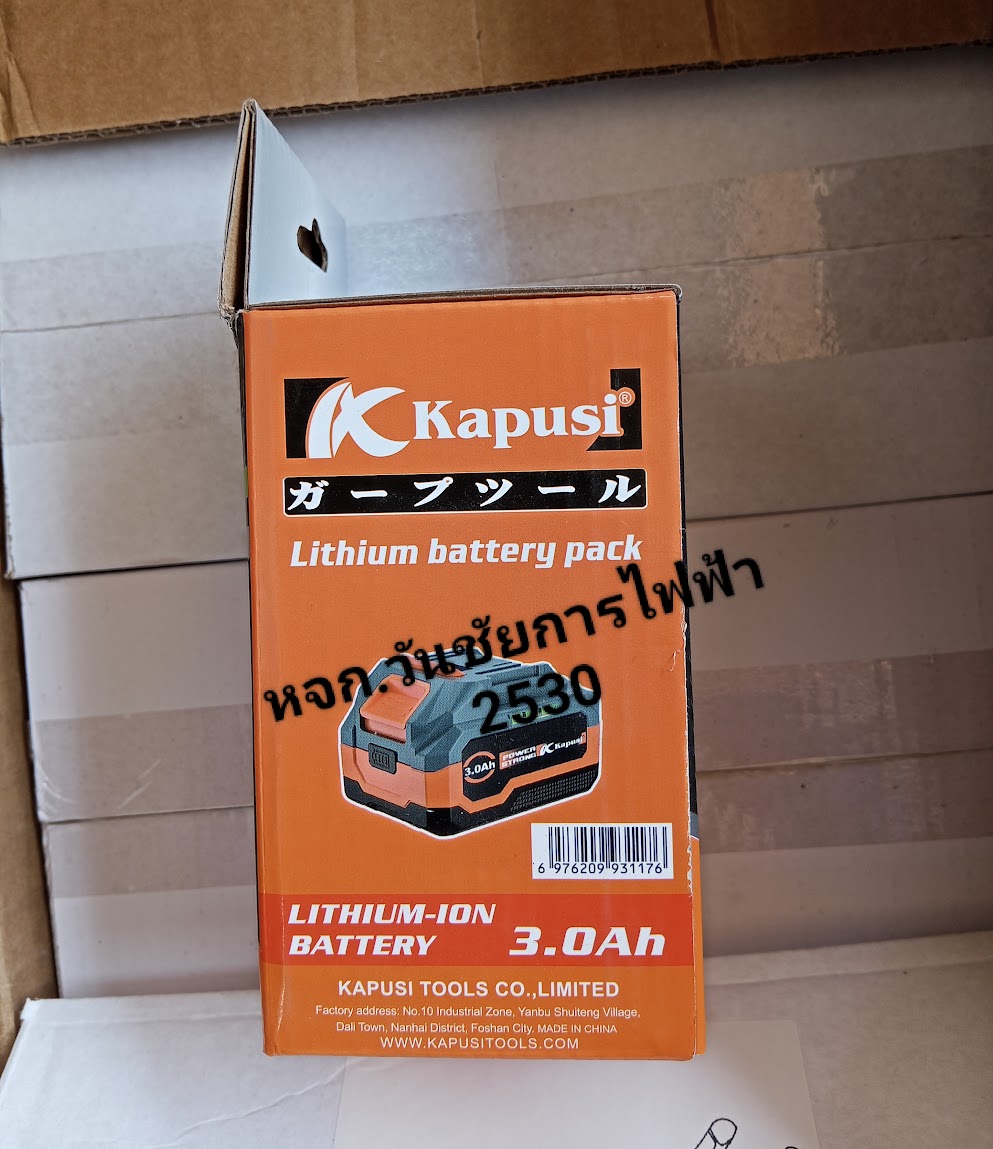 Kapusi®
ガープツール
Lithium battery pack
หจก.วันชัยการไฟฟ้า
2530
3.0Ah
POWER
STRONG
Kapusi
6 976209 931176
LITHIUM-ION
BATTERY
3.0Ah
KAPUSI TOOLS CO.,LIMITED
Factory address: No.10 Industrial Zone, Yanbu Shuiteng Village,
Dali Town, Nanhai District, Foshan City. MADE IN CHINA
WWW.KAPUSITOOLS.COM